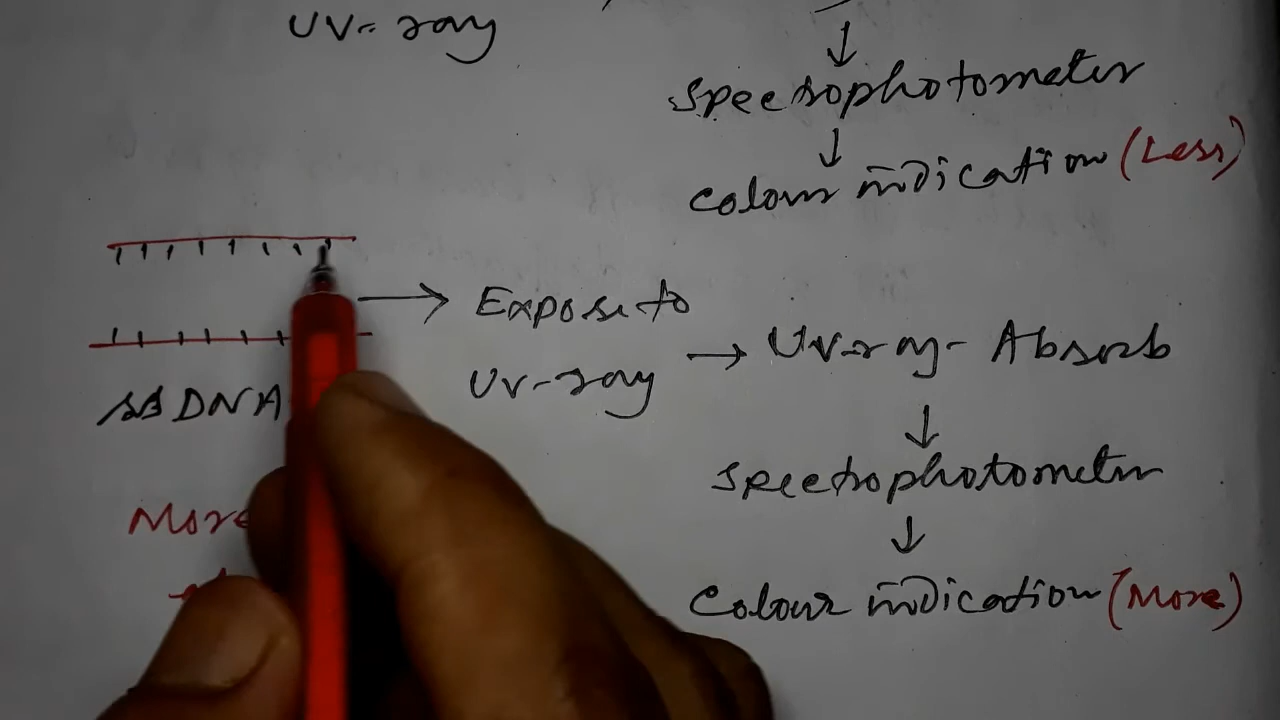 UV-ray
↓
Spectrophotometer
↓
Colour indication (Less)
→ Expose to
UV-ray
→ UV-ray- Absorb
ssDNA
↓
Spectrophotometer
More
↓
Colour indication (More)